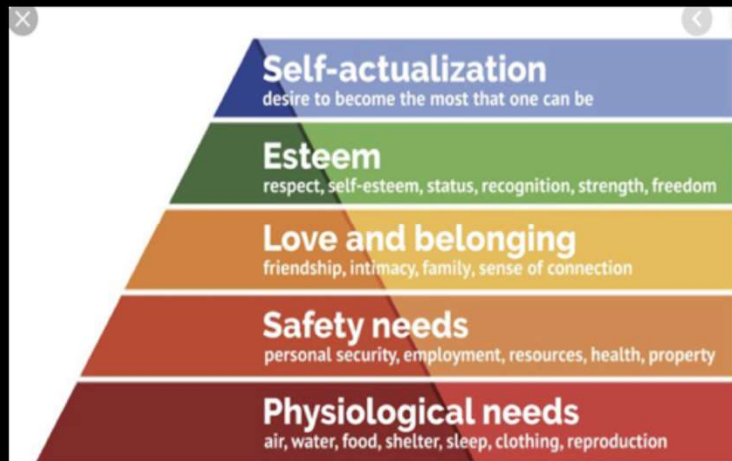 Self-actualization
desire to become the most that one can be
Esteem
respect, self-esteem, status, recognition, strength, freedom
Love and belonging
friendship, intimacy, family, sense of connection
Safety needs
personal security, employment, resources, health, property
Physiological needs
air, water, food, shelter, sleep, clothing, reproduction